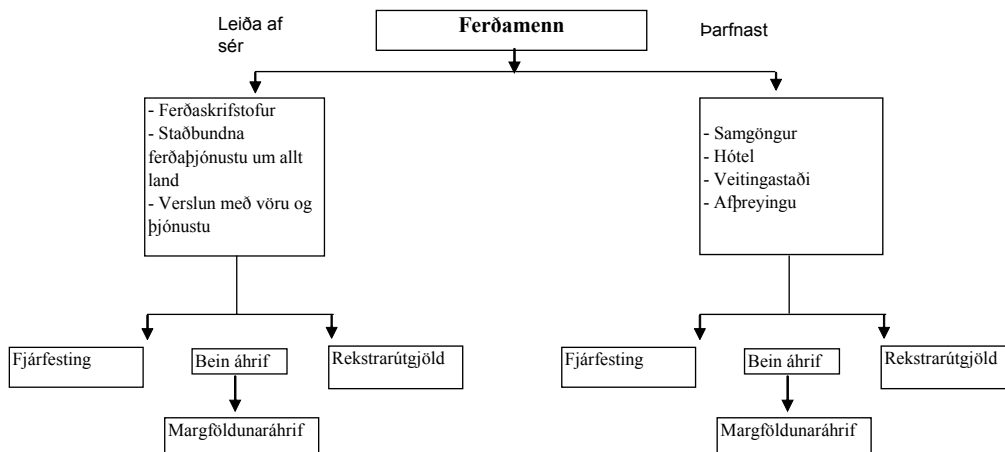 Leiða af
sér
Ferðamenn
Þarfnast
- Ferðaskrifstofur
- Staðbundna
ferðaþjónustu um allt
land
- Verslun með vöru og
þjónustu
- Samgöngur
- Hótel
- Veitingastaði
- Afþreyingu
Fjárfesting
Bein áhrif
Rekstrarútgjöld
Margföldunaráhrif
Fjárfesting
Bein áhrif
Rekstrarútgjöld
Margföldunaráhrif